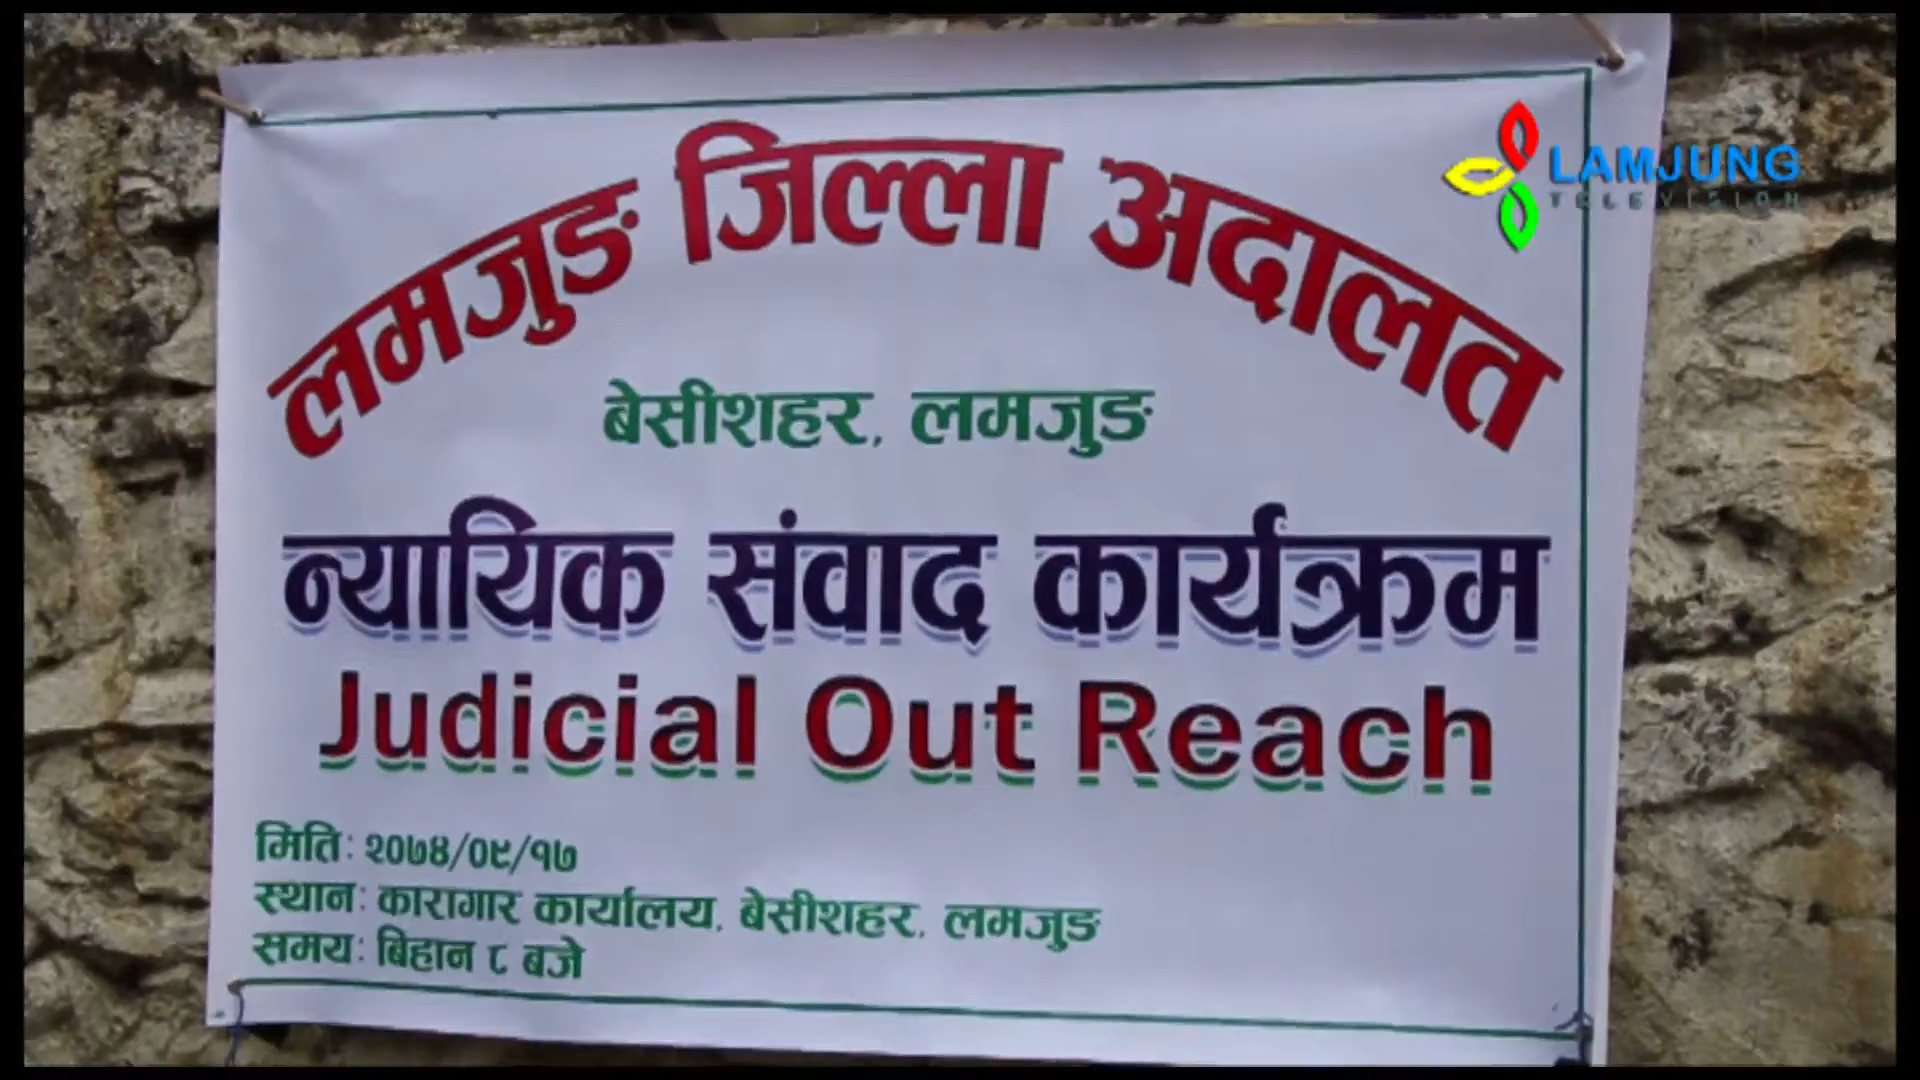 लमजुङ जिल्ला अदालत
LAMJUNG
TELEVISION
बेसीशहर, लमजुङ
न्यायिक संवाद कार्यक्रम
Judicial Out Reach
मिति: २०७४/०९/१७
स्थान: कारागार कार्यालय, बेसीशहर, लमजुङ
समय: बिहान ८ बजे